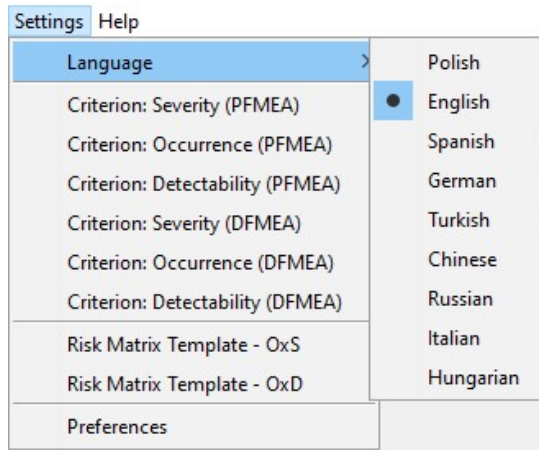 Settings Help
Language
Criterion: Severity (PFMEA)
Criterion: Occurrence (PFMEA)
Criterion: Detectability (PFMEA)
Criterion: Severity (DFMEA)
Criterion: Occurrence (DFMEA)
Criterion: Detectability (DFMEA)
Risk Matrix Template - OxS
Risk Matrix Template - OxD
Preferences
Polish
English
Spanish
German
Turkish
Chinese
Russian
Italian
Hungarian